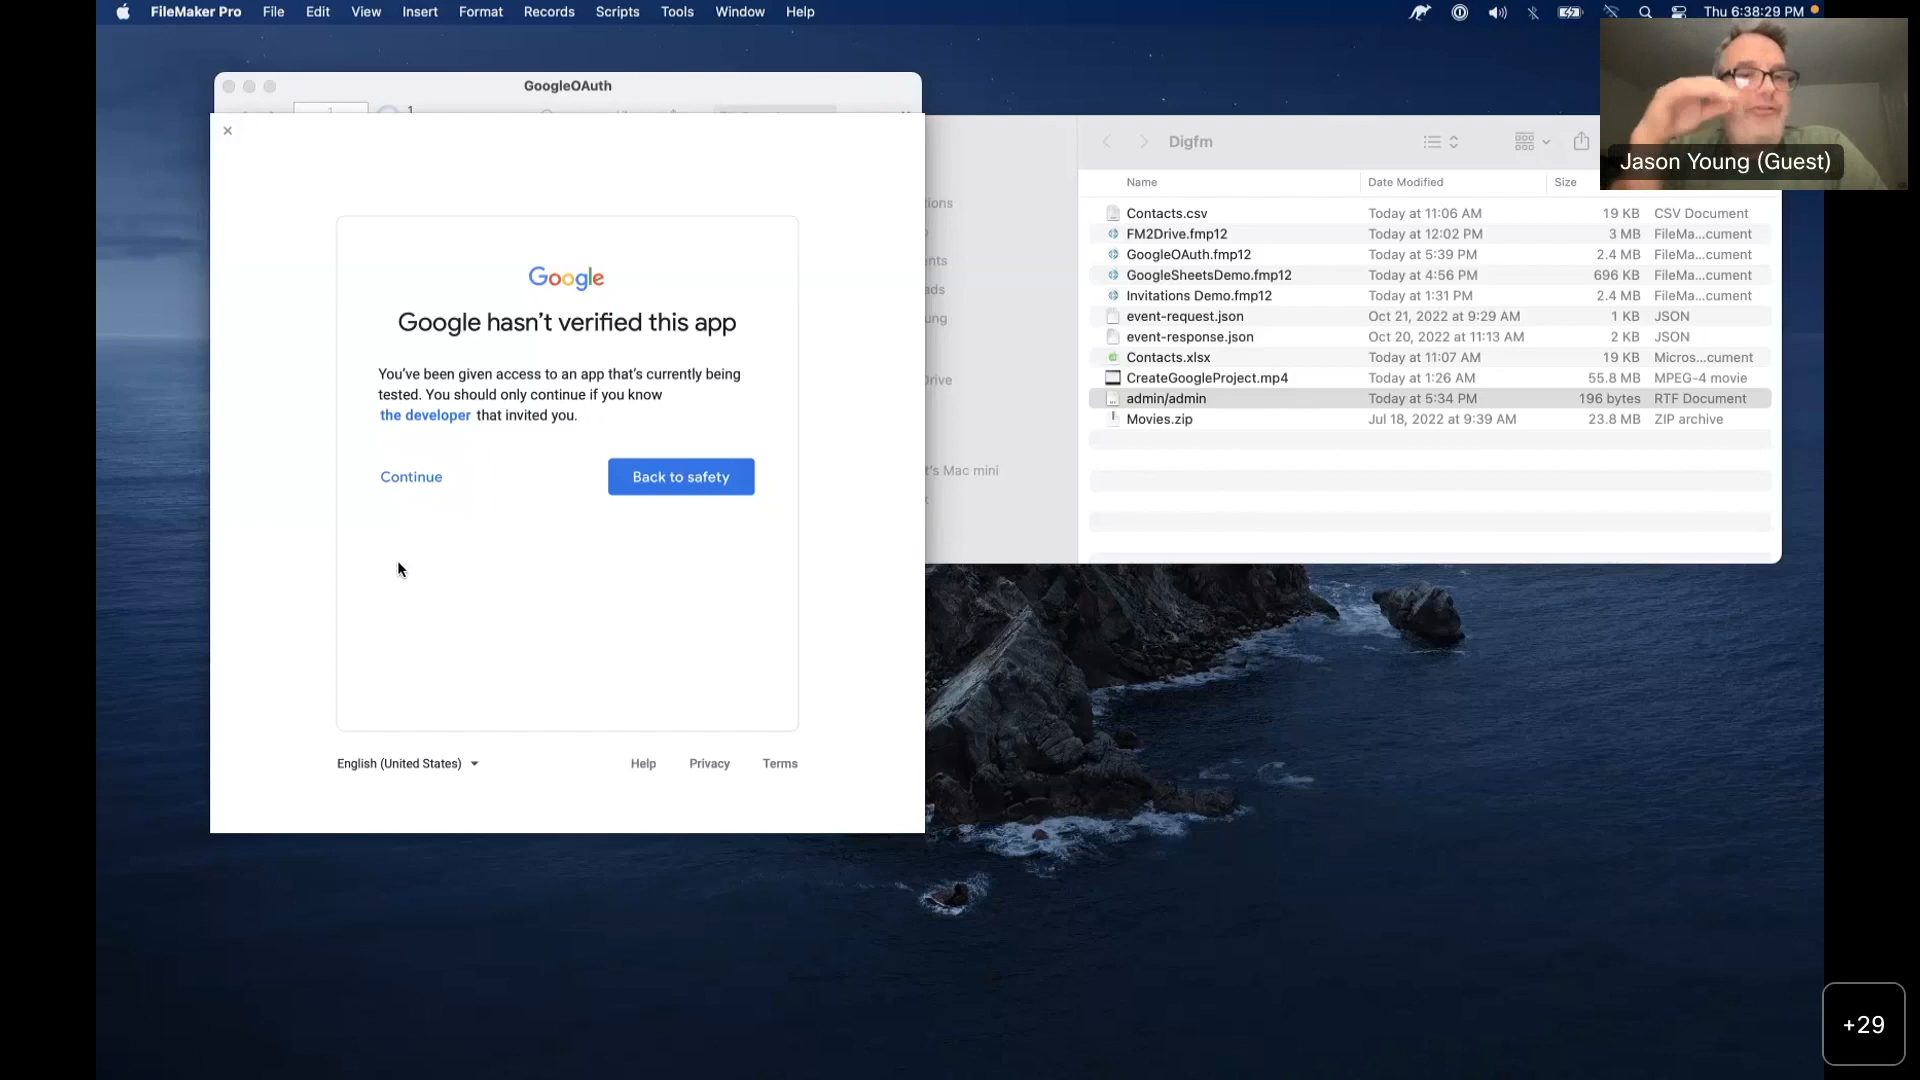 FileMaker Pro File Edit View Insert Format Records Scripts Tools Window Help Thu 6:38:29 PM
GoogleOAuth
1
Jason Young (Guest)
Google
Google hasn't verified this app
You've been given access to an app that's currently being
tested. You should only continue if you know
the developer that invited you.
Continue Back to safety
English (United States) Help Privacy Terms
tions
ents
ads
ung
Drive
t's Mac mini
Digfm
Name Date Modified Size
Contacts.csv Today at 11:06 AM 19 KB CSV Document
FM2Drive.fmp12 Today at 12:02 PM 3 MB FileMa...cument
GoogleOAuth.fmp12 Today at 5:39 PM 2.4 MB FileMa...cument
GoogleSheetsDemo.fmp12 Today at 4:56 PM 696 KB FileMa...cument
Invitations Demo.fmp12 Today at 1:31 PM 2.4 MB FileMa...cument
event-request.json Oct 21, 2022 at 9:29 AM 1 KB JSON
event-response.json Oct 20, 2022 at 11:13 AM 2 KB JSON
Contacts.xlsx Today at 11:07 AM 19 KB Micros...cument
CreateGoogleProject.mp4 Today at 1:26 AM 55.8 MB MPEG-4 movie
admin/admin Today at 5:34 PM 196 bytes RTF Document
Movies.zip Jul 18, 2022 at 9:39 AM 23.8 MB ZIP archive
+29